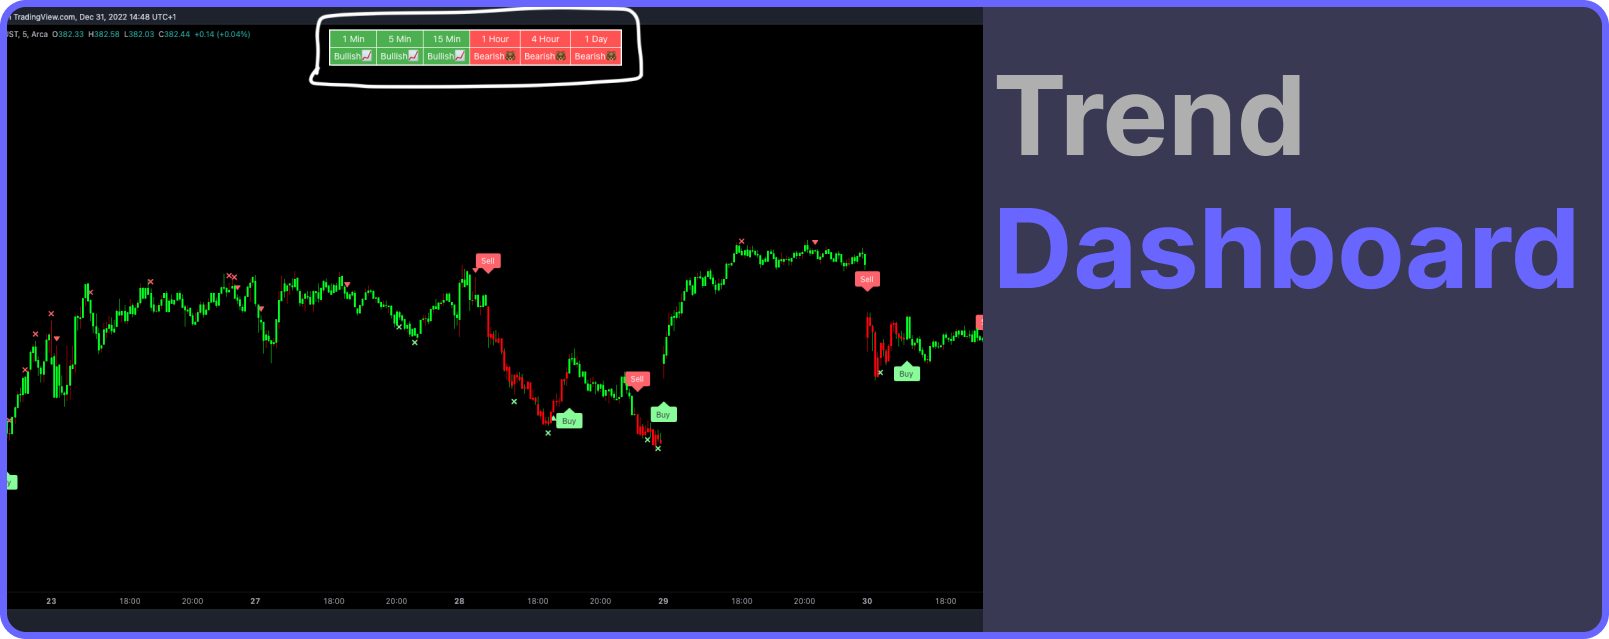 TradingView.com, Dec 31, 2022 14:48 UTC+1
5, Arca O382.33 H382.58 L382.03 C382.44 +0.14 (+0.04%)
1 Min 5 Min 15 Min 1 Hour 4 Hour 1 Day
Bullish📈 Bullish📈 Bullish📈 Bearish🐻 Bearish🐻 Bearish🐻
Trend
Dashboard
Sell
Sell
Sell
Buy
Buy
Buy
23 18:00 20:00 27 18:00 20:00 28 18:00 20:00 29 18:00 20:00 30 18:00